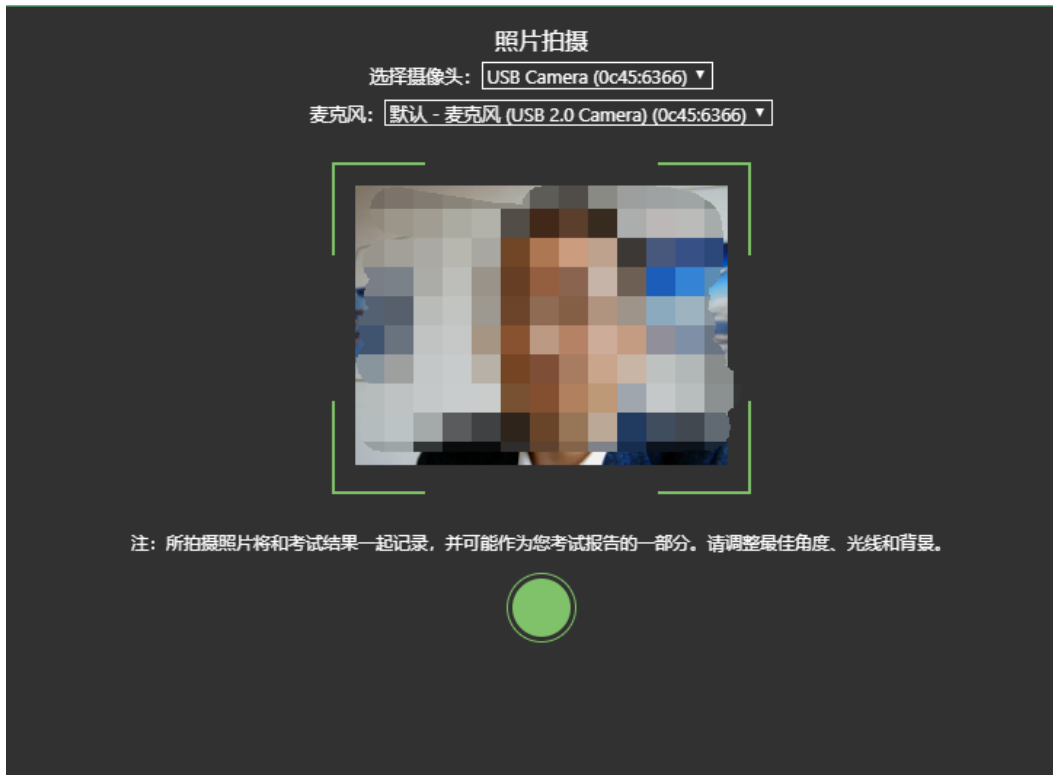 照片拍摄
选择摄像头： USB Camera (0c45:6366)
麦克风： 默认 - 麦克风 (USB 2.0 Camera) (0c45:6366)
注：所拍摄照片将和考试结果一起记录，并可能作为您考试报告的一部分。请调整最佳角度、光线和背景。